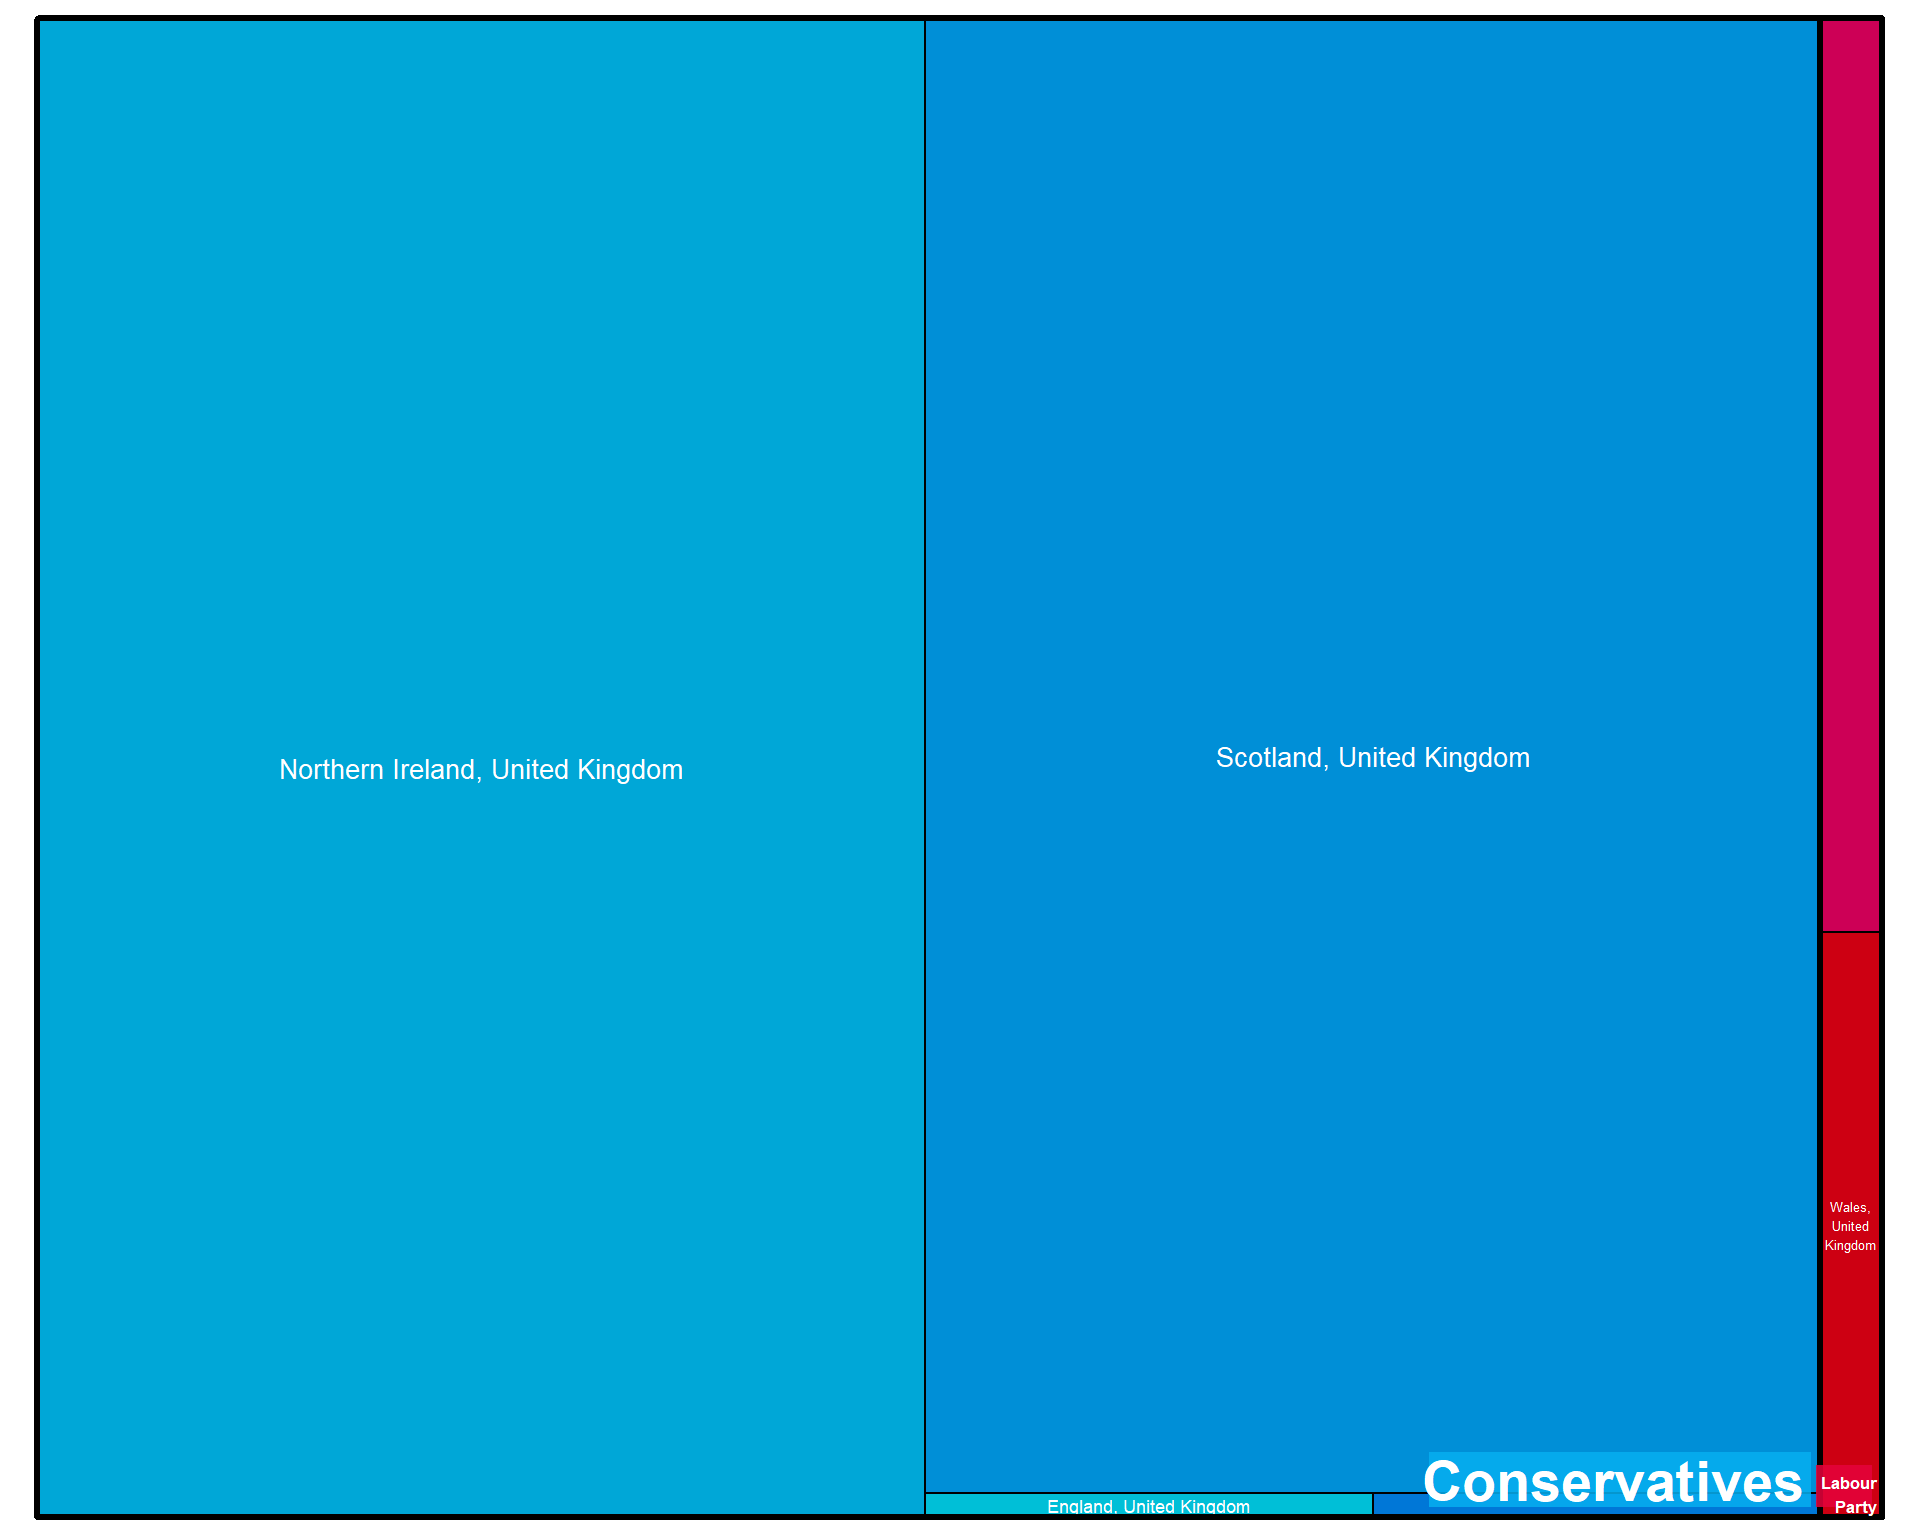 Northern Ireland, United Kingdom
Scotland, United Kingdom
Wales,
United
Kingdom
England, United Kingdom
Conservatives
Labour
Party